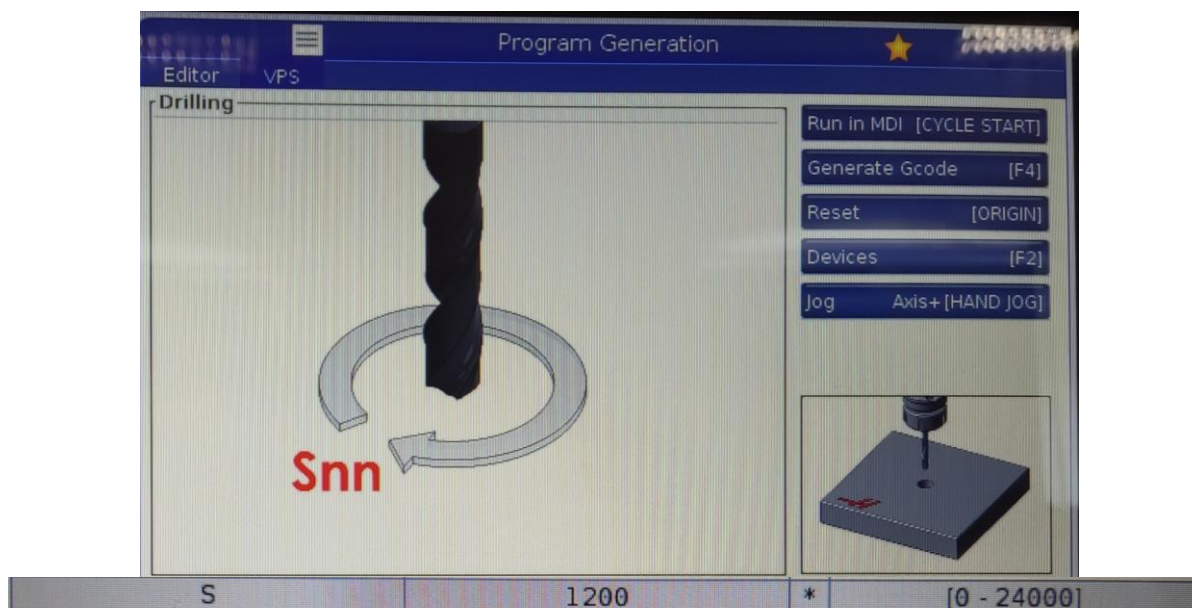 Program Generation
Editor VPS
Drilling
Run in MDI [CYCLE START]
Generate Gcode [F4]
Reset [ORIGIN]
Devices [F2]
Jog Axis+[HAND JOG]
Snn
S 1200 * [0 - 24000]